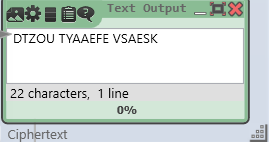 Text Output
DTZOU TYAAEFE VSAESK
22 characters, 1 line
0%
Ciphertext